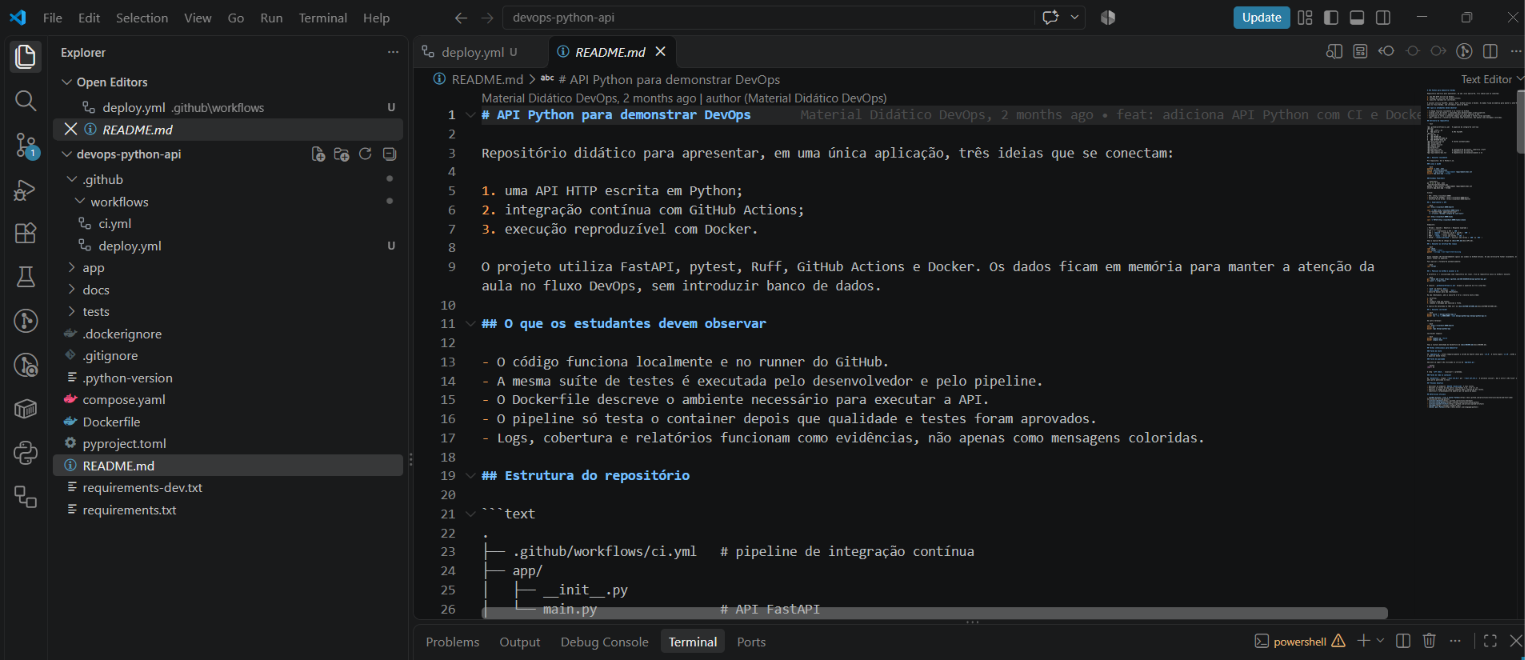 File Edit Selection View Go Run Terminal Help
devops-python-api
Update
Explorer
Open Editors
deploy.yml .github\workflows U
README.md
devops-python-api
.github
workflows
ci.yml
deploy.yml U
app
docs
tests
.dockerignore
.gitignore
.python-version
compose.yaml
Dockerfile
pyproject.toml
README.md
requirements-dev.txt
requirements.txt
1
deploy.yml U
README.md
README.md > abc # API Python para demonstrar DevOps
Text Editor
Material Didático DevOps, 2 months ago | author (Material Didático DevOps)
1 # API Python para demonstrar DevOps Material Didático DevOps, 2 months ago • feat: adiciona API Python com CI e Docke
2
3 Repositório didático para apresentar, em uma única aplicação, três ideias que se conectam:
4
5 1. uma API HTTP escrita em Python;
6 2. integração contínua com GitHub Actions;
7 3. execução reproduzível com Docker.
8
9 O projeto utiliza FastAPI, pytest, Ruff, GitHub Actions e Docker. Os dados ficam em memória para manter a atenção da
aula no fluxo DevOps, sem introduzir banco de dados.
10
11 ## O que os estudantes devem observar
12
13 - O código funciona localmente e no runner do GitHub.
14 - A mesma suíte de testes é executada pelo desenvolvedor e pelo pipeline.
15 - O Dockerfile descreve o ambiente necessário para executar a API.
16 - O pipeline só testa o container depois que qualidade e testes foram aprovados.
17 - Logs, cobertura e relatórios funcionam como evidências, não apenas como mensagens coloridas.
18
19 ## Estrutura do repositório
20
21 ```text
22 .
23 ├── .github/workflows/ci.yml # pipeline de integração contínua
24 ├── app/
25 │ ├── __init__.py
26 │ └── main.py # API FastAPI
Problems Output Debug Console Terminal Ports
powershell